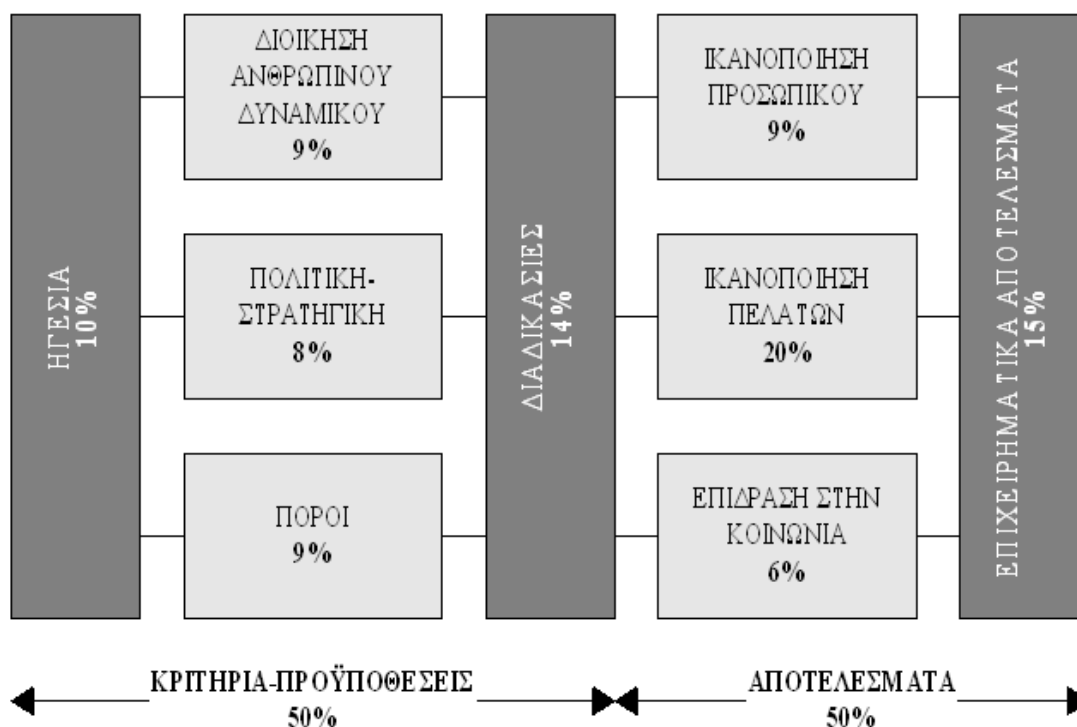 ΗΓΕΣΙΑ
10%
ΔΙΟΙΚΗΣΗ
ΑΝΘΡΩΠΙΝΟΥ
ΔΥΝΑΜΙΚΟΥ
9%
ΠΟΛΙΤΙΚΗ-
ΣΤΡΑΤΗΓΙΚΗ
8%
ΠΟΡΟΙ
9%
ΔΙΑΔΙΚΑΣΙΕΣ
14%
ΙΚΑΝΟΠΟΙΗΣΗ
ΠΡΟΣΩΠΙΚΟΥ
9%
ΙΚΑΝΟΠΟΙΗΣΗ
ΠΕΛΑΤΩΝ
20%
ΕΠΙΔΡΑΣΗ ΣΤΗΝ
ΚΟΙΝΩΝΙΑ
6%
ΕΠΙΧΕΙΡΗΜΑΤΙΚΑ ΑΠΟΤΕΛΕΣΜΑΤΑ
15%
ΚΡΙΤΗΡΙΑ-ΠΡΟΫΠΟΘΕΣΕΙΣ
50%
ΑΠΟΤΕΛΕΣΜΑΤΑ
50%